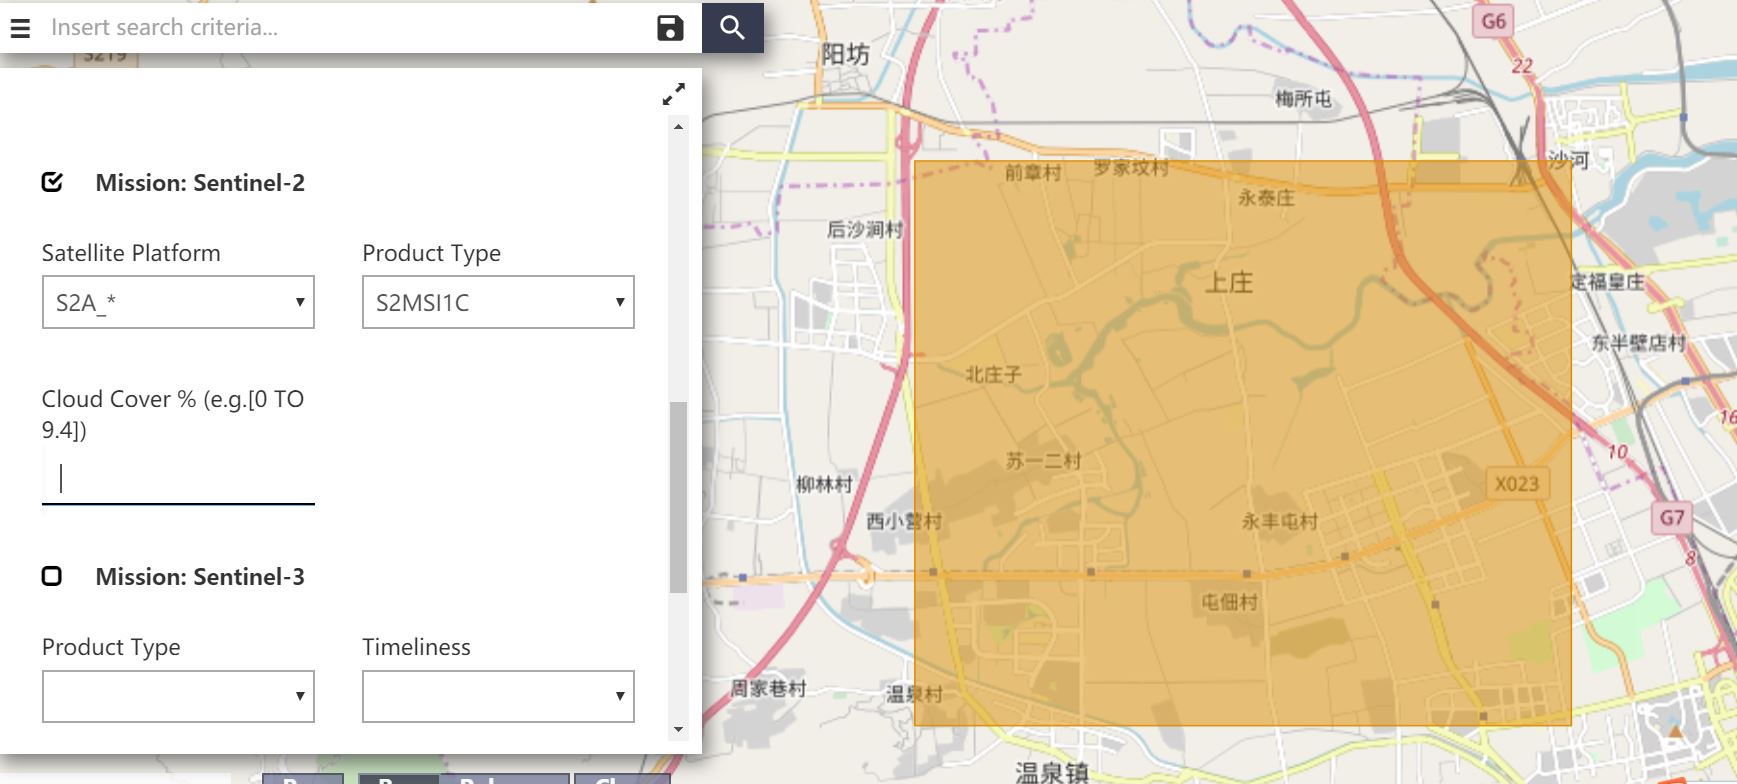 Insert search criteria...
S219
Mission: Sentinel-2
Satellite Platform
Product Type
S2A_*
S2MSI1C
Cloud Cover % (e.g.[0 TO
9.4])
Mission: Sentinel-3
Product Type
Timeliness
阳坊
G6
22
梅所屯
沙河
前章村
罗家坟村
永泰庄
后沙涧村
上庄
定福皇庄
东半壁店村
北庄子
16
苏一二村
10
柳林村
X023
西小营村
永丰屯村
G7
8
屯佃村
周家巷村
温泉村
温泉镇